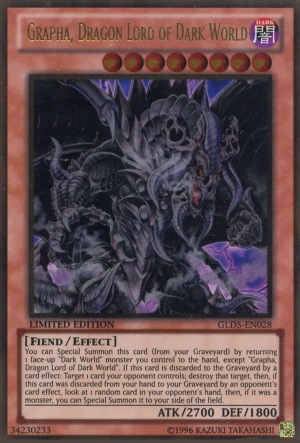 GRAPHA, DRAGON LORD OF DARK WORLD
DARK
闇
LIMITED EDITION
GLD5-EN028
[FIEND / EFFECT]
You can Special Summon this card (from your Graveyard) by returning
1 face-up "Dark World" monster you control to the hand, except "Grapha,
Dragon Lord of Dark World". If this card is discarded to the Graveyard by a
card effect: Target 1 card your opponent controls; destroy that target, then, if
this card was discarded from your hand to your Graveyard by an opponent's
card effect, look at 1 random card in your opponent's hand, then, if it was a
monster, you can Special Summon it to your side of the field.
ATK/2700 DEF/1800
34230233
©1996 KAZUKI TAKAHASHI